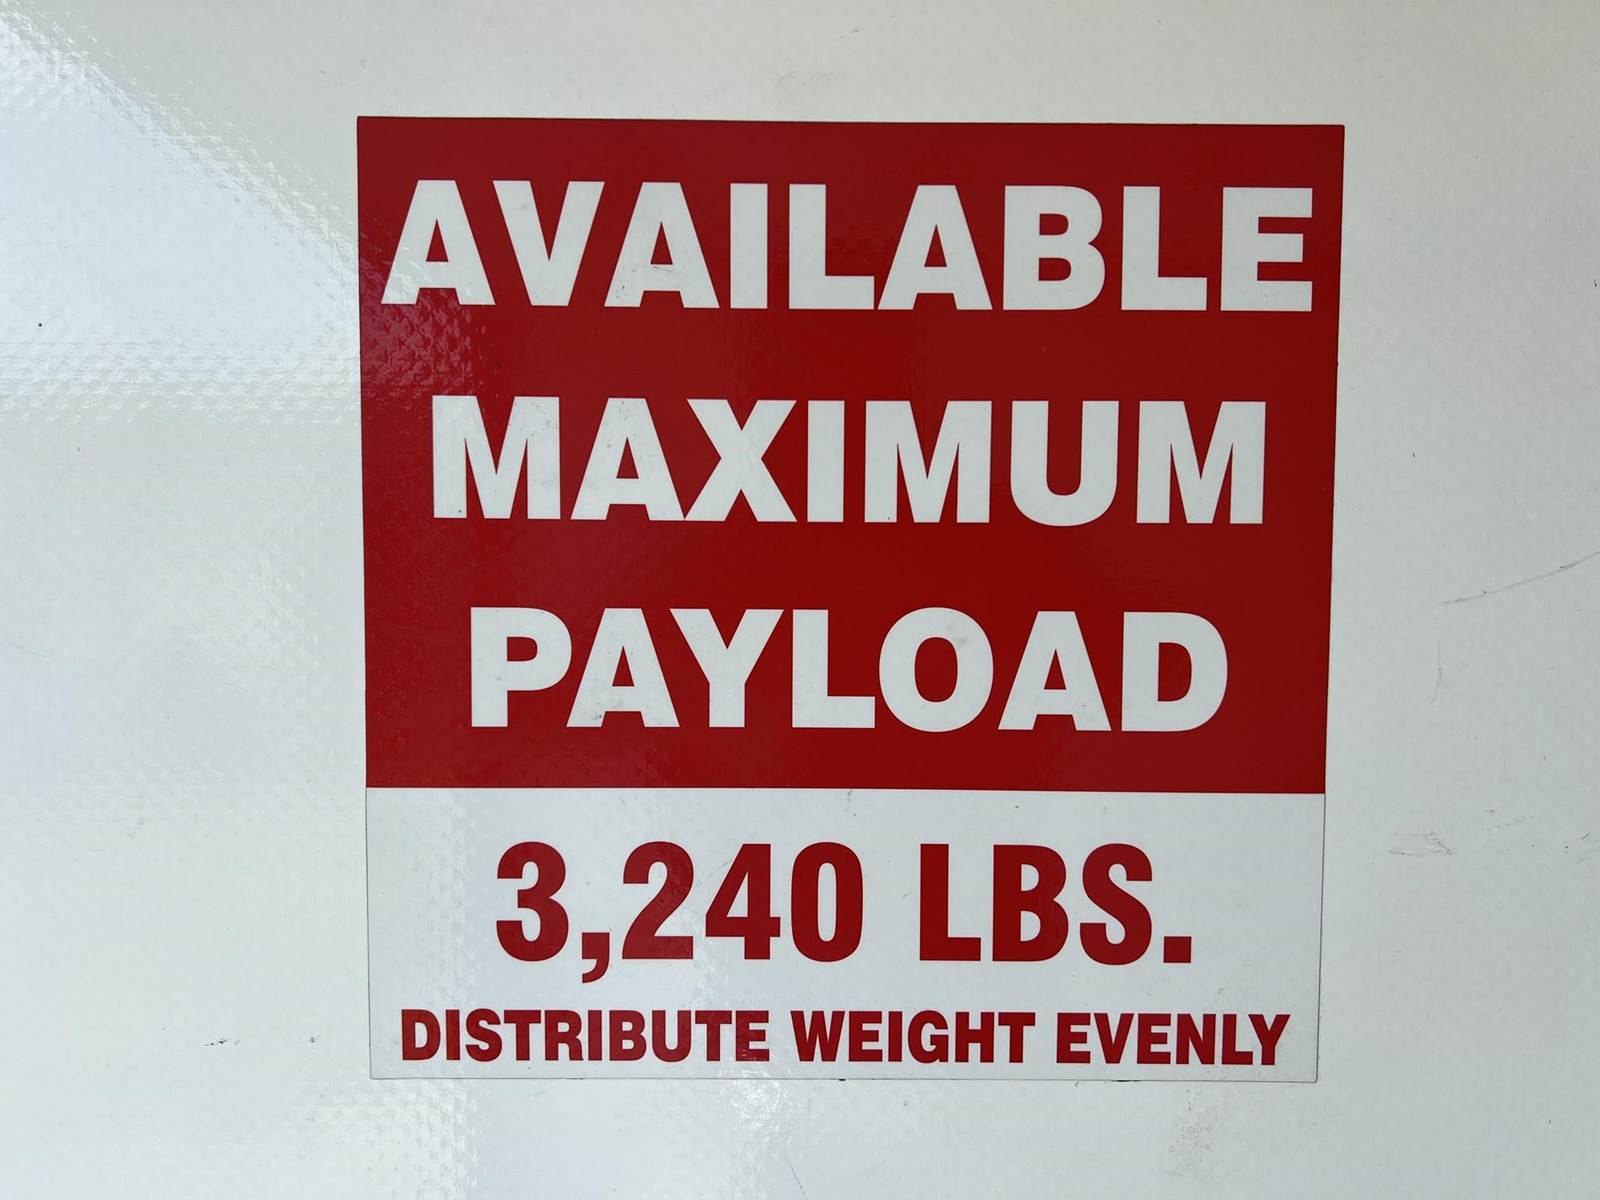 AVAILABLE
MAXIMUM
PAYLOAD
3,240 LBS.
DISTRIBUTE WEIGHT EVENLY